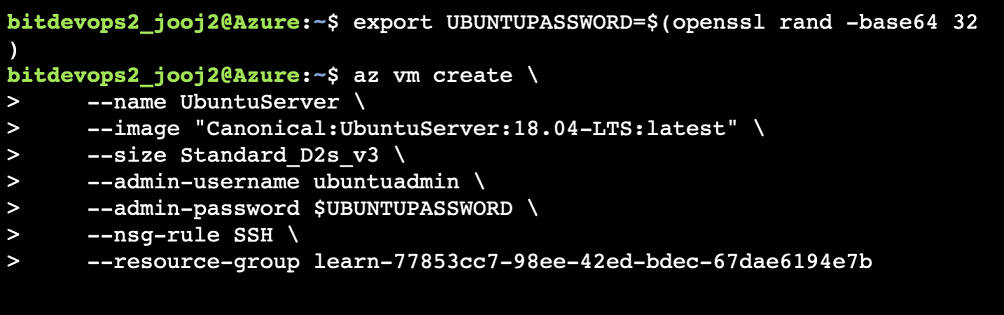 bitdevops2_jooj2@Azure:~$ export UBUNTUPASSWORD=$(openssl rand -base64 32
)
bitdevops2_jooj2@Azure:~$ az vm create \
>     --name UbuntuServer \
>     --image "Canonical:UbuntuServer:18.04-LTS:latest" \
>     --size Standard_D2s_v3 \
>     --admin-username ubuntuadmin \
>     --admin-password $UBUNTUPASSWORD \
>     --nsg-rule SSH \
>     --resource-group learn-77853cc7-98ee-42ed-bdec-67dae6194e7b